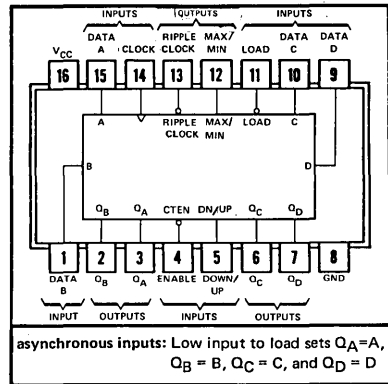 INPUTS OUTPUTS INPUTS
DATA RIPPLE MAX/ DATA DATA
VCC A CLOCK CLOCK MIN LOAD C D
16 15 14 13 12 11 10 9
A RIPPLE MAX/ LOAD C
CLOCK MIN
B D
QB QA CTEN DN/UP QC QD
1 2 3 4 5 6 7 8
DATA QB QA ENABLE DOWN/ QC QD GND
B UP
INPUT OUTPUTS INPUTS OUTPUTS
asynchronous inputs: Low input to load sets QA=A,
QB = B, QC = C, and QD = D